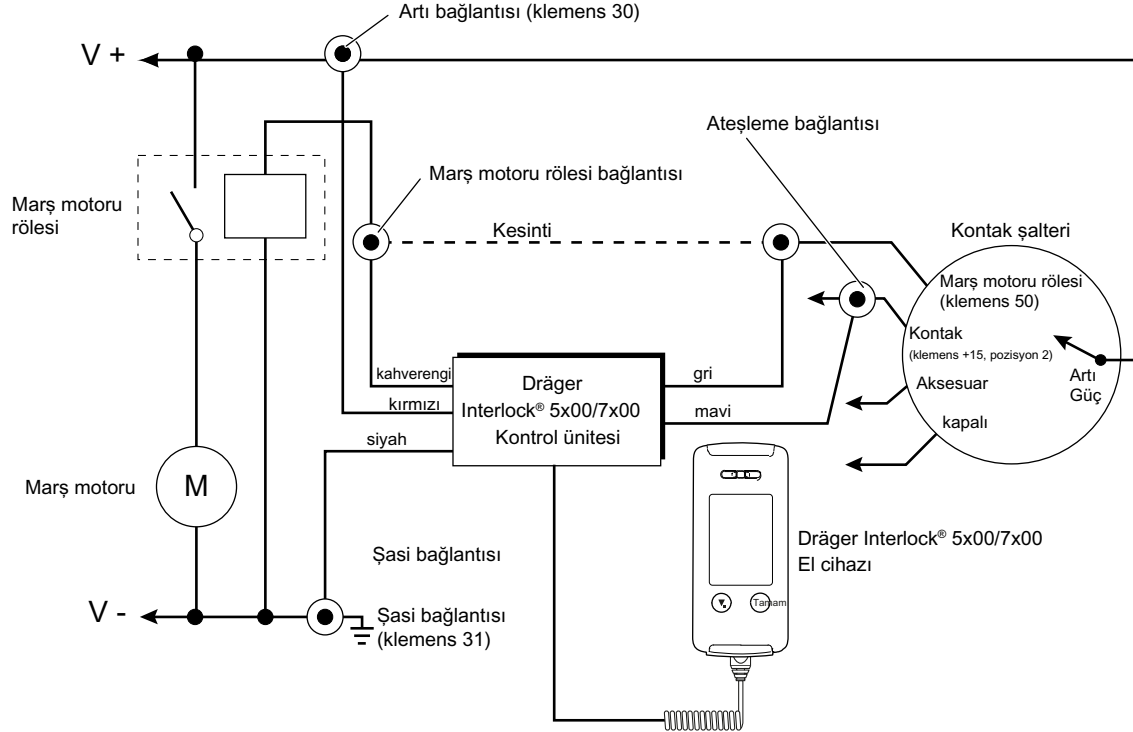 Artı bağlantısı (klemens 30)
V +
Ateşleme bağlantısı
Marş motoru rölesi bağlantısı
Marş motoru
rölesi
Kesinti
Kontak şalteri
Marş motoru rölesi
(klemens 50)
Kontak
(klemens +15, pozisyon 2)
Artı
Güç
Aksesuar
kapalı
kahverengi
kırmızı
siyah
Dräger
Interlock® 5x00/7x00
Kontrol ünitesi
gri
mavi
Marş motoru
M
Dräger Interlock® 5x00/7x00
El cihazı
Tamam
Şasi bağlantısı
V -
Şasi bağlantısı
(klemens 31)